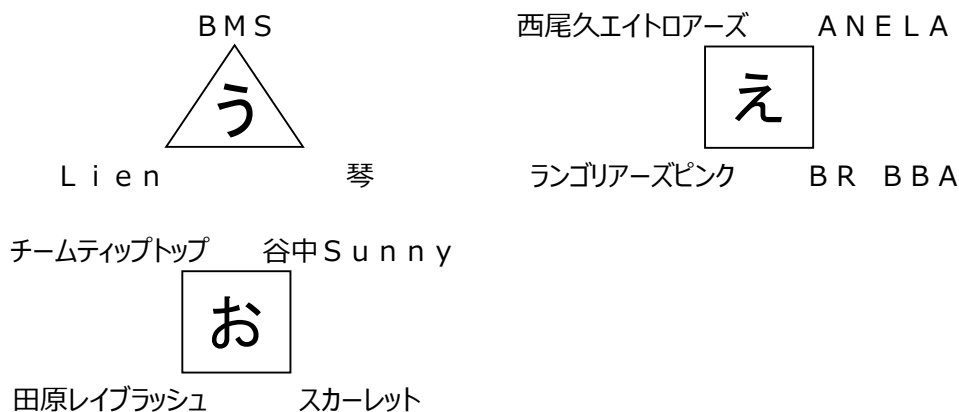 BMS
う
Lien 琴
西尾久エイトロアーズ ANELA
え
ランゴリアーズピンク BR BBA
チームティップトップ 谷中Sunny
お
田原レイブラッシュ スカーレット